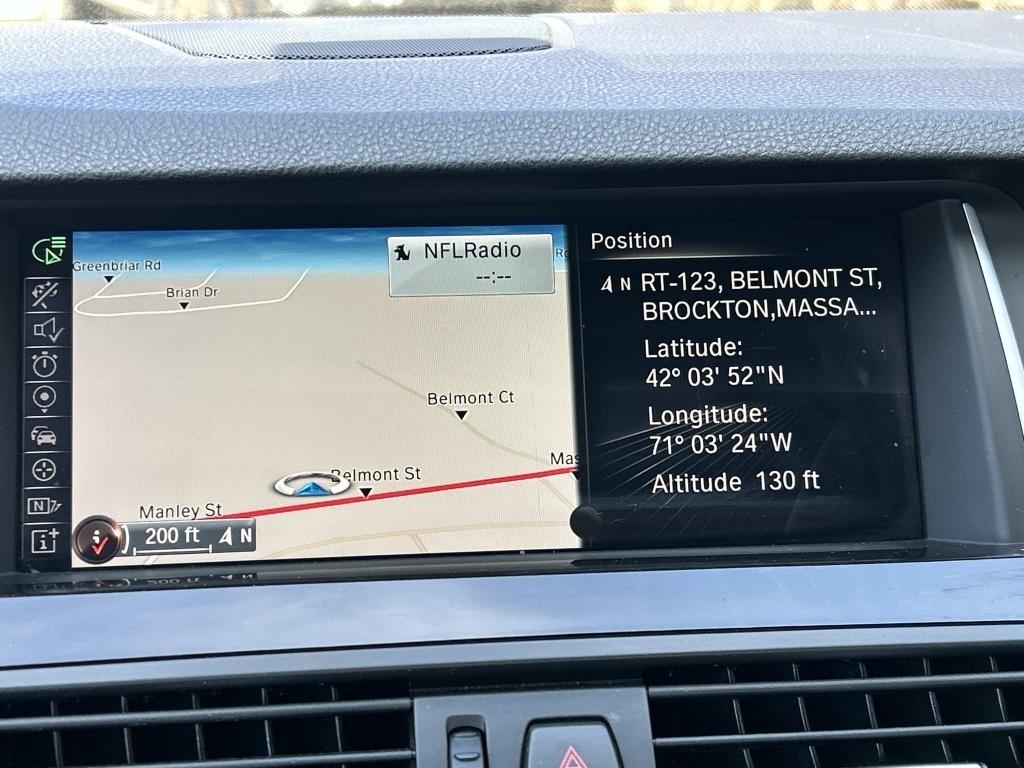 Greenbriar Rd
Brian Dr
NFLRadio
--:--
Belmont Ct
Belmont St
Mas
Manley St
200 ft N
Position
N RT-123, BELMONT ST,
BROCKTON,MASSA...
Latitude:
42° 03' 52"N
Longitude:
71° 03' 24"W
Altitude 130 ft